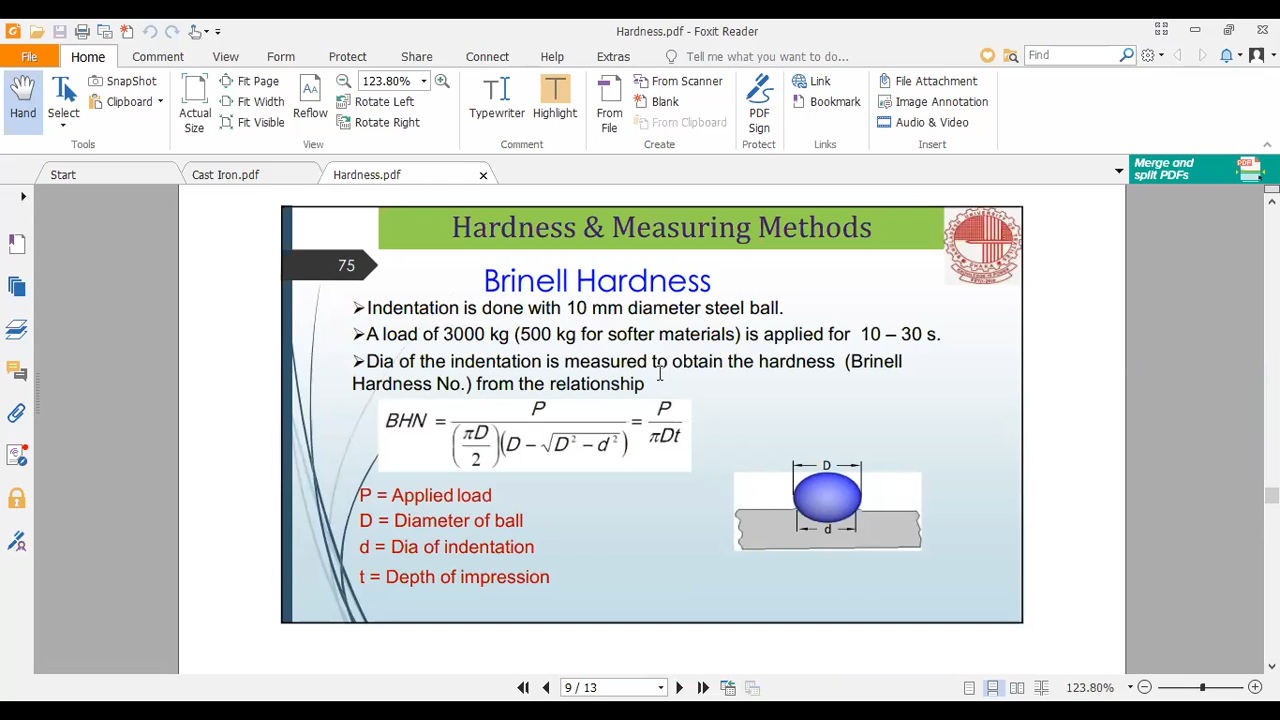 Hardness.pdf - Foxit Reader
File Home Comment View Form Protect Share Connect Help Extras Tell me what you want to do... Find
Hand
Select
SnapShot
Clipboard
Actual Size
Fit Page
Fit Width
Fit Visible
Reflow
123.80%
Rotate Left
Rotate Right
Typewriter
Highlight
From File
From Scanner
Blank
From Clipboard
PDF Sign
Link
Bookmark
File Attachment
Image Annotation
Audio & Video
Tools View Comment Create Protect Links Insert
Start Cast Iron.pdf Hardness.pdf
Merge and
split PDFs
Hardness & Measuring Methods
75
Brinell Hardness
➢Indentation is done with 10 mm diameter steel ball.
➢A load of 3000 kg (500 kg for softer materials) is applied for 10 – 30 s.
➢Dia of the indentation is measured to obtain the hardness (Brinell
Hardness No.) from the relationship
BHN = P / (πD/2)(D − √D² − d²) = P / πDt
P = Applied load
D = Diameter of ball
d = Dia of indentation
t = Depth of impression
D
d
9 / 13
123.80%